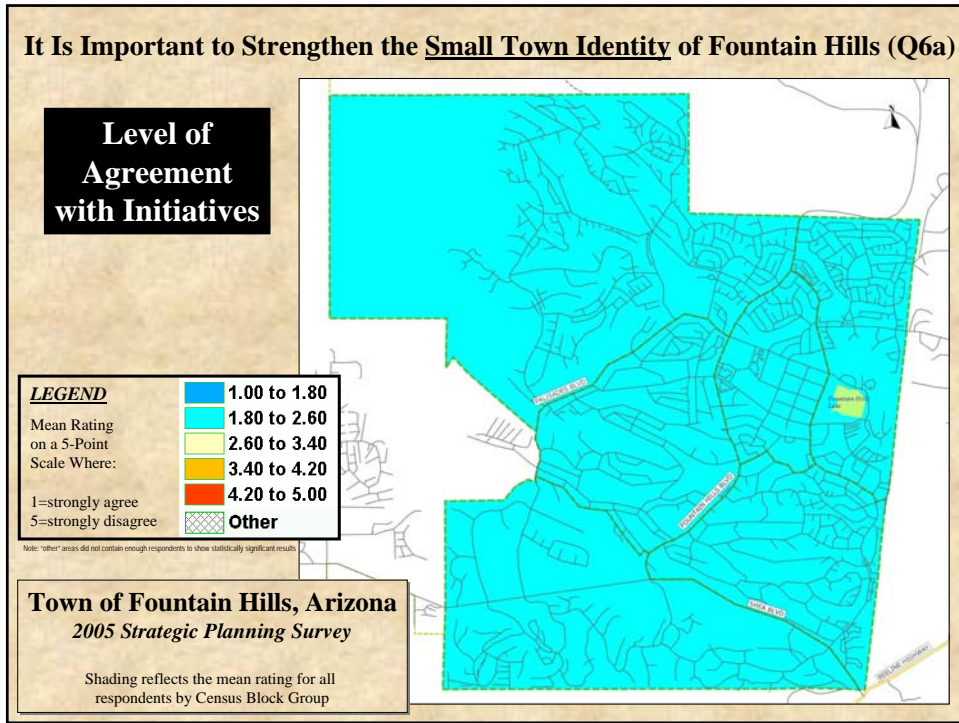 It Is Important to Strengthen the Small Town Identity of Fountain Hills (Q6a)
Level of
Agreement
with Initiatives
PALISADES BLVD
Fountain Hills
Lake
FOUNTAIN HILLS BLVD
SHEA BLVD
BEELINE HIGHWAY
LEGEND
Mean Rating
on a 5-Point
Scale Where:
1=strongly agree
5=strongly disagree
1.00 to 1.80
1.80 to 2.60
2.60 to 3.40
3.40 to 4.20
4.20 to 5.00
Other
Note: "other" areas did not contain enough respondents to show statistically significant results
Town of Fountain Hills, Arizona
2005 Strategic Planning Survey
Shading reflects the mean rating for all
respondents by Census Block Group